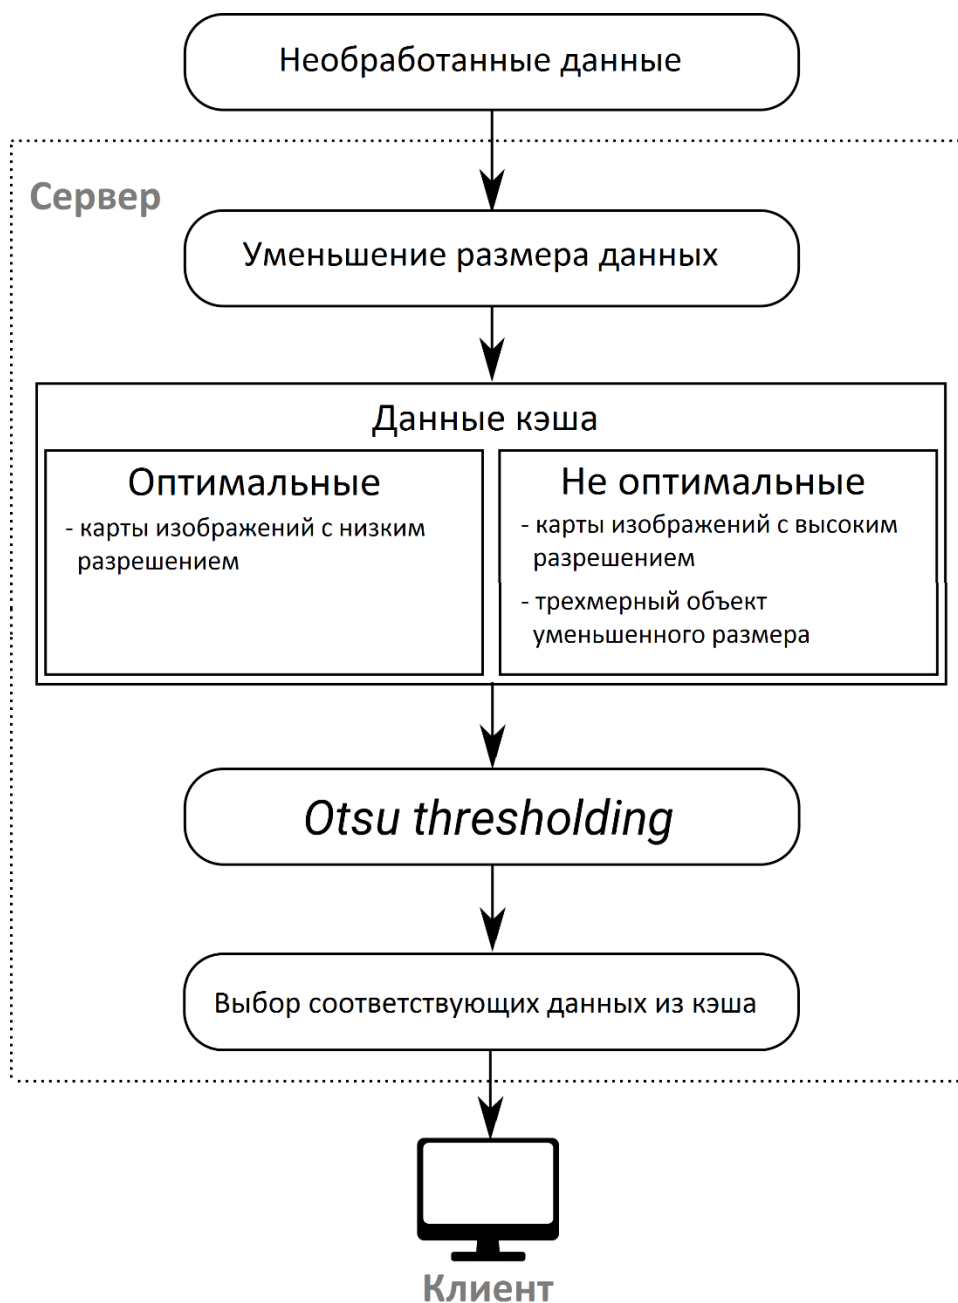 Необработанные данные
Сервер
Уменьшение размера данных
Данные кэша
Оптимальные
- карты изображений с низким
разрешением
Не оптимальные
- карты изображений с высоким
разрешением
- трехмерный объект
уменьшенного размера
Otsu thresholding
Выбор соответствующих данных из кэша
Клиент